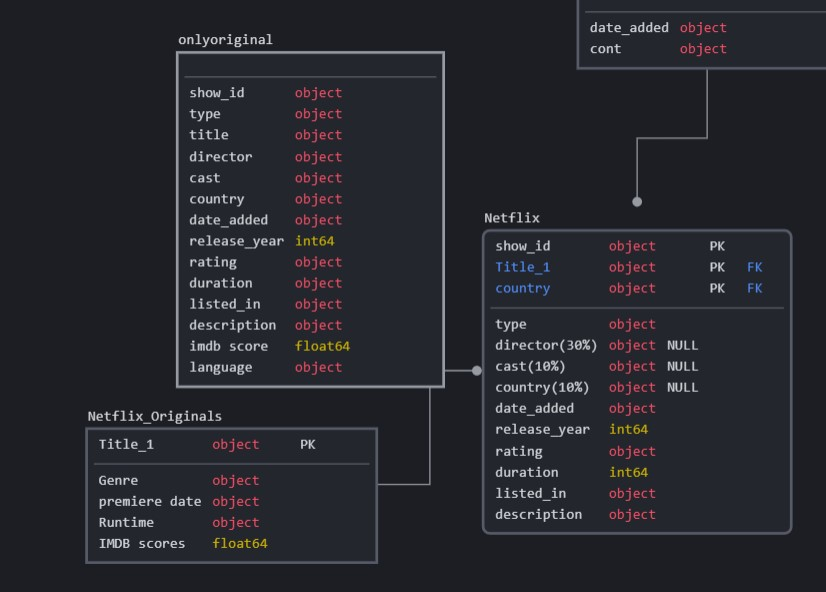 date_added object
cont object
onlyoriginal
show_id object
type object
title object
director object
cast object
country object
date_added object
release_year int64
rating object
duration object
listed_in object
description object
imdb score float64
language object
Netflix
show_id object PK
Title_1 object PK FK
country object PK FK
type object
director(30%) object NULL
cast(10%) object NULL
country(10%) object NULL
date_added object
release_year int64
rating object
duration int64
listed_in object
description object
Netflix_Originals
Title_1 object PK
Genre object
premiere date object
Runtime object
IMDB scores float64